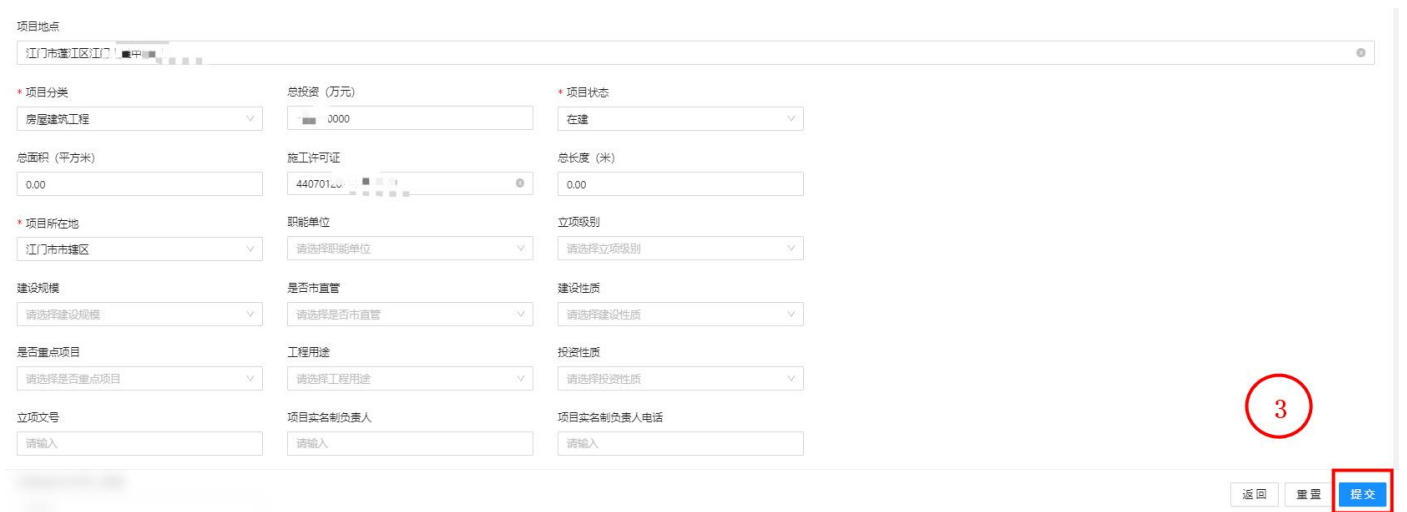 项目地点
江门市蓬江区江门
* 项目分类 总投资（万元） * 项目状态
房屋建筑工程 0000 在建
总面积（平方米） 施工许可证 总长度（米）
0.00 4407012 0.00
* 项目所在地 职能单位 立项级别
江门市市辖区 请选择职能单位 请选择立项级别
建设规模 是否市直管 建设性质
请选择建设规模 请选择是否市直管 请选择建设性质
是否重点项目 工程用途 投资性质
请选择是否重点项目 请选择工程用途 请选择投资性质
3
立项文号 项目实名制负责人 项目实名制负责人电话
请输入 请输入 请输入
返回 重置 提交